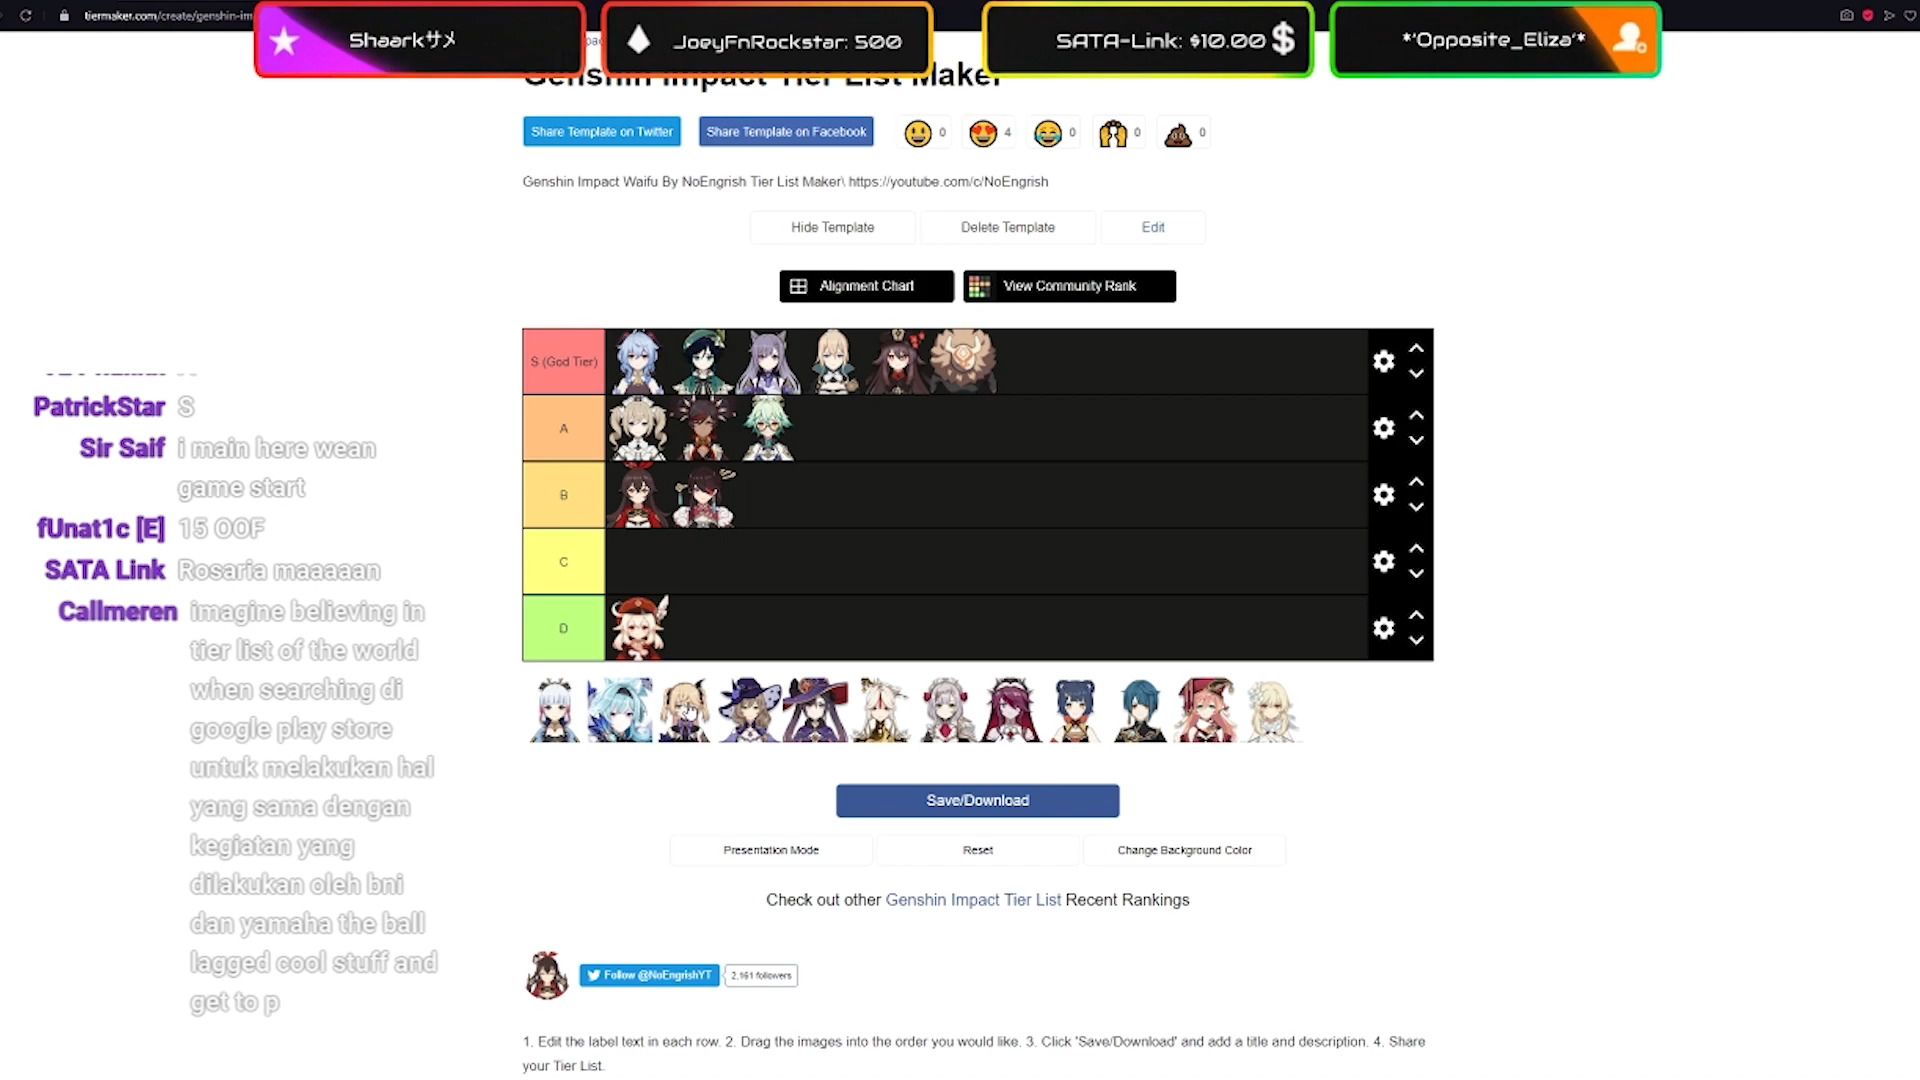 tiermaker.com/create/genshin-im
Shaarkサメ
JoeyFnRockstar: 500
SATA-Link: $10.00 $
*'Opposite_Eliza'*
Genshin Impact Tier List Maker
Share Template on Twitter
Share Template on Facebook
0
4
0
0
0
Genshin Impact Waifu By NoEngrish Tier List Maker\ https://youtube.com/c/NoEngrish
Hide Template
Delete Template
Edit
Alignment Chart
View Community Rank
S (God Tier)
A
B
C
D
PatrickStar S
Sir Saif i main here wean
game start
fUnat1c [E] 15 OOF
SATA Link Rosaria maaaaan
Callmeren imagine believing in
tier list of the world
when searching di
google play store
untuk melakukan hal
yang sama dengan
kegiatan yang
dilakukan oleh bni
dan yamaha the ball
lagged cool stuff and
get to p
Save/Download
Presentation Mode
Reset
Change Background Color
Check out other Genshin Impact Tier List Recent Rankings
Follow @NoEngrishYT
2,161 followers
1. Edit the label text in each row. 2. Drag the images into the order you would like. 3. Click 'Save/Download' and add a title and description. 4. Share
your Tier List.